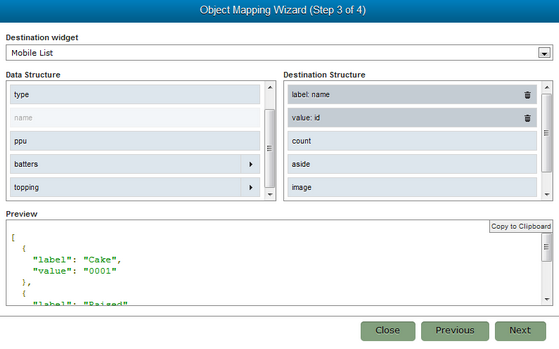 Object Mapping Wizard (Step 3 of 4)
Destination widget
Mobile List
Data Structure
type
name
ppu
batters
topping
Destination Structure
label: name
value: id
count
aside
image
Preview
Copy to Clipboard
[
{
"label": "Cake",
"value": "0001"
},
{
"label": "Raised",
Close Previous Next